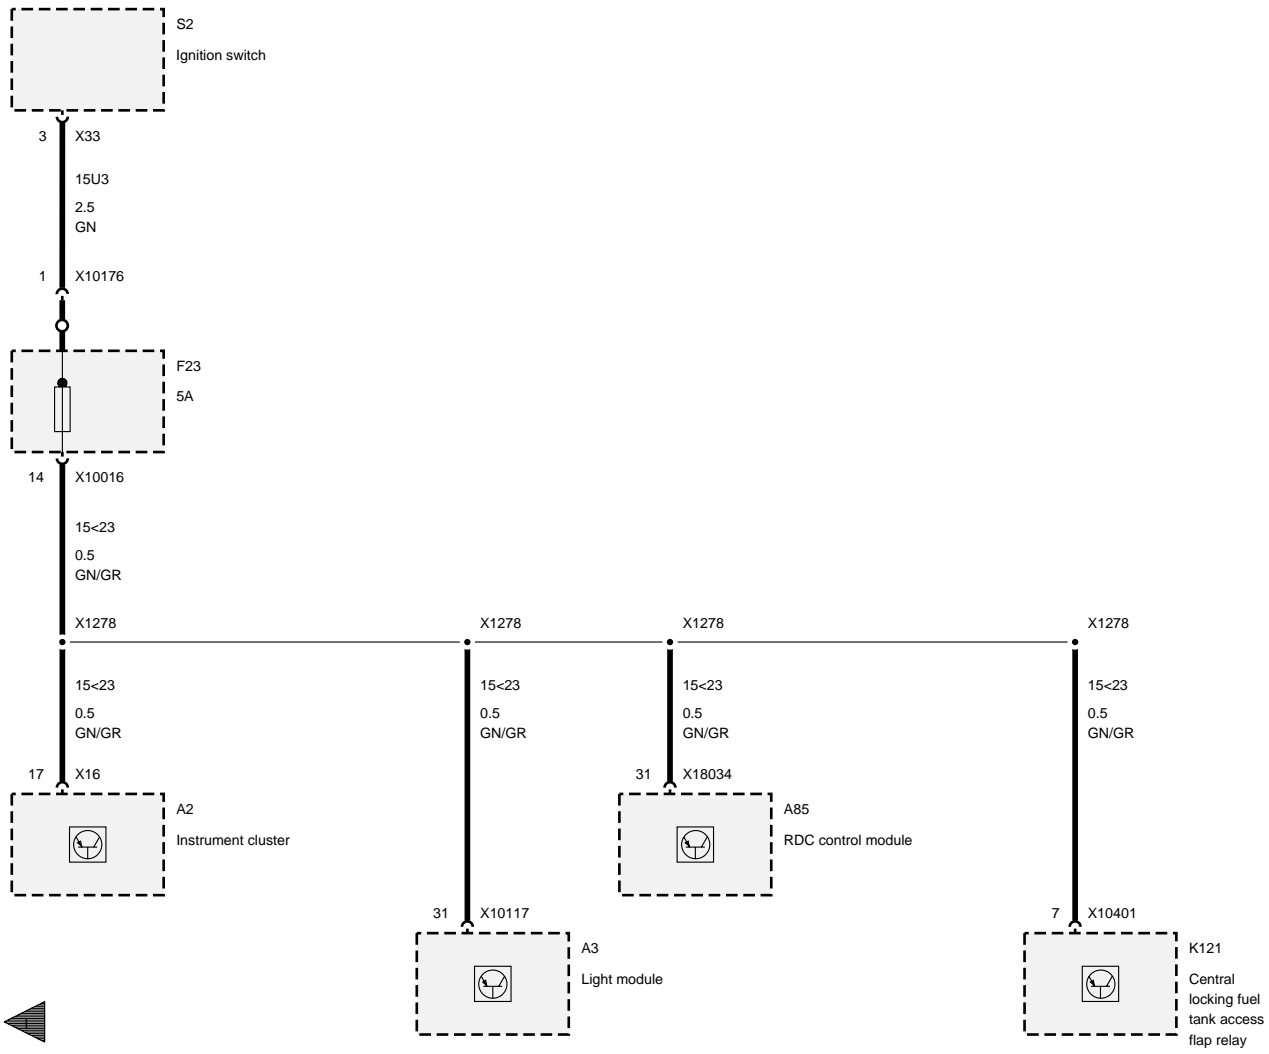 S2
Ignition switch
3 X33
15U3
2.5
GN
1 X10176
F23
5A
14 X10016
15<23
0.5
GN/GR
X1278 X1278 X1278 X1278
15<23 15<23 15<23 15<23
0.5 0.5 0.5 0.5
GN/GR GN/GR GN/GR GN/GR
17 X16 31 X18034
A2 A85
Instrument cluster RDC control module
31 X10117 7 X10401
A3 K121
Light module Central
locking fuel
tank access
flap relay